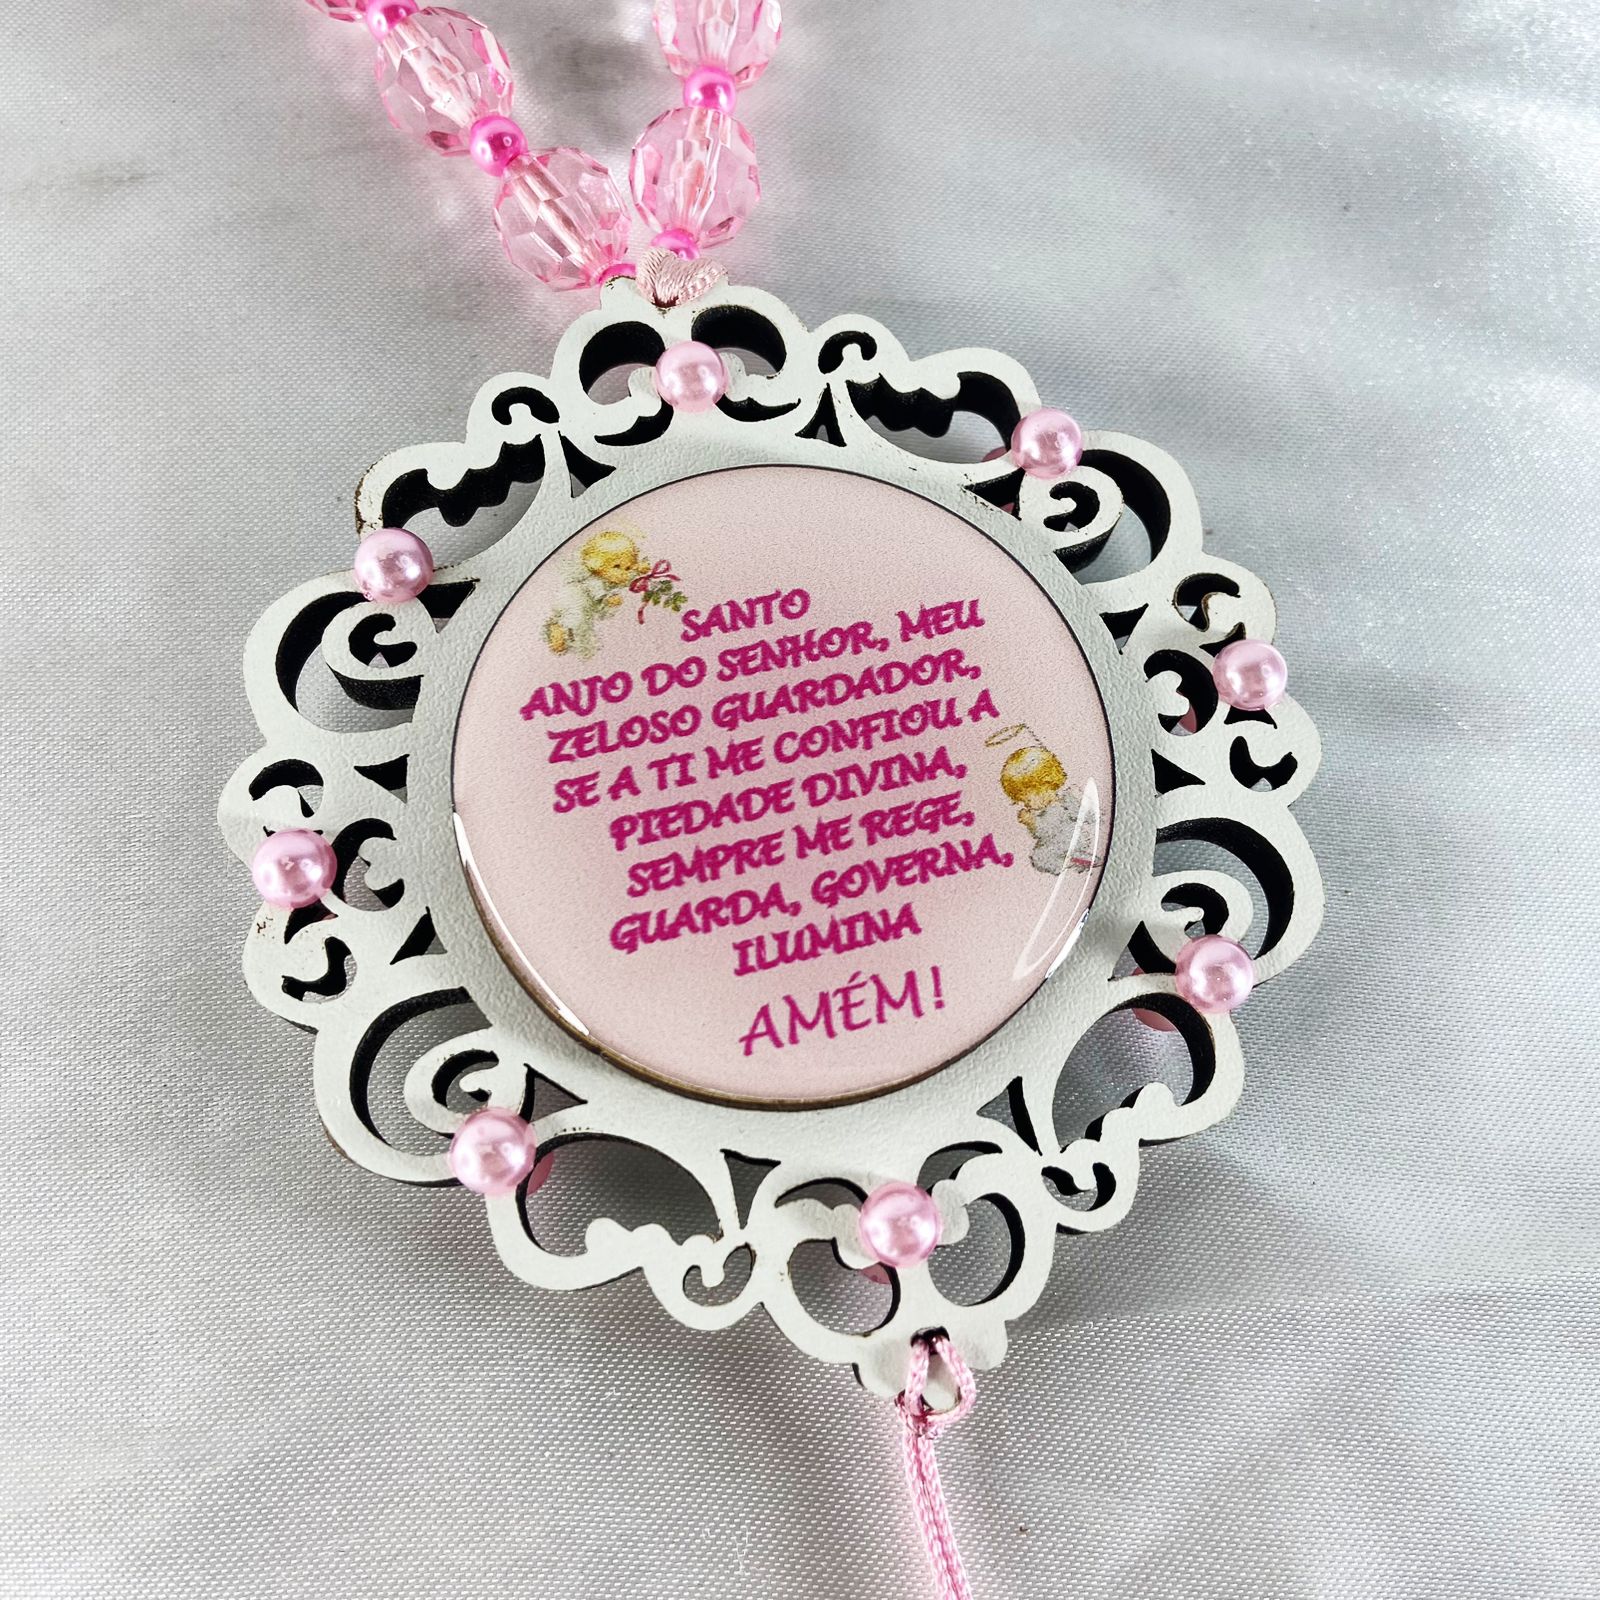 SANTO
ANJO DO SENHOR, MEU
ZELOSO GUARDADOR,
SE A TI ME CONFIOU A
PIEDADE DIVINA,
SEMPRE ME REGE,
GUARDA, GOVERNA,
ILUMINA
AMÉM!